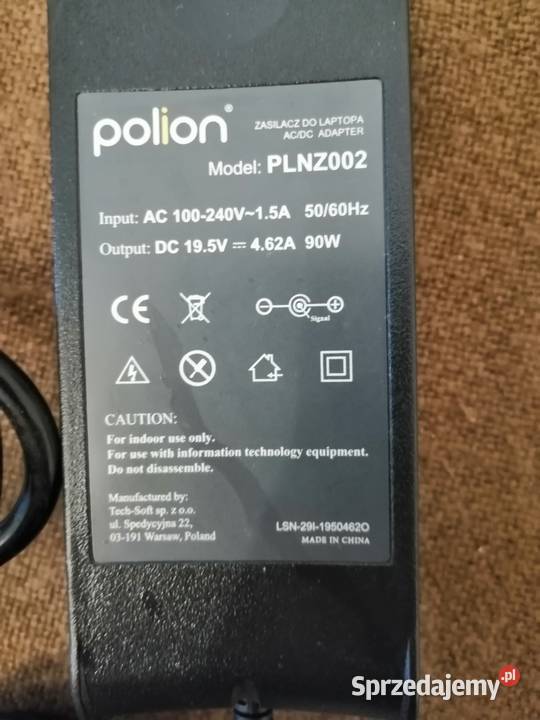 polion®
ZASILACZ DO LAPTOPA
AC/DC ADAPTER
Model: PLNZ002
Input: AC 100-240V~1.5A 50/60Hz
Output: DC 19.5V ⎓ 4.62A 90W
CE
Signal
CAUTION:
For indoor use only.
For use with information technology equipment.
Do not disassemble.
Manufactured by:
Tech-Soft sp. z o.o.
ul. Spedycyjna 22,
03-191 Warsaw, Poland
LSN-29I-1950462O
MADE IN CHINA
Sprzedajemy.pl